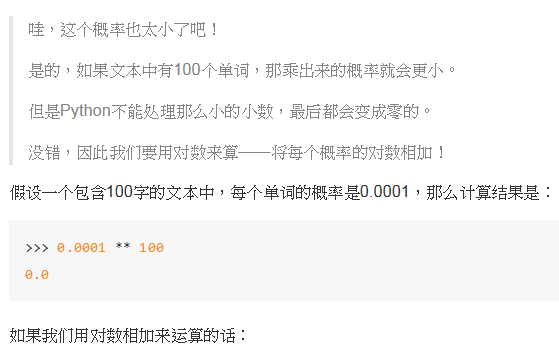 哇，这个概率也太小了吧！
是的，如果文本中有100个单词，那乘出来的概率就会更小。
但是Python不能处理那么小的小数，最后都会变成零的。
没错，因此我们要用对数来算——将每个概率的对数相加！
假设一个包含100字的文本中，每个单词的概率是0.0001，那么计算结果是：
>>> 0.0001 ** 100
0.0
如果我们用对数相加来运算的话：